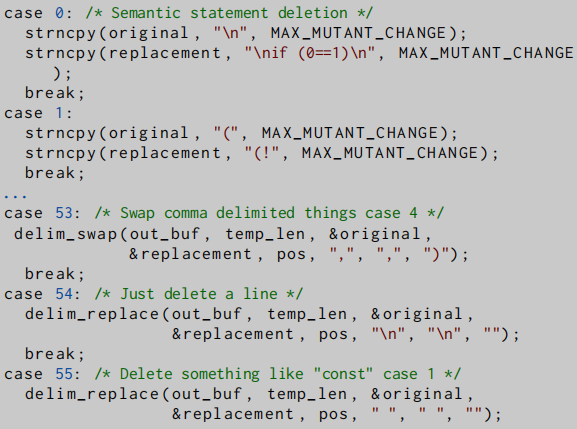 case 0: /* Semantic statement deletion */
  strncpy(original, "\n", MAX_MUTANT_CHANGE);
  strncpy(replacement, "\nif (0==1)\n", MAX_MUTANT_CHANGE
    );
  break;
case 1:
  strncpy(original, "(", MAX_MUTANT_CHANGE);
  strncpy(replacement, "(!", MAX_MUTANT_CHANGE);
  break;
...
case 53: /* Swap comma delimited things case 4 */
 delim_swap(out_buf, temp_len, &original,
            &replacement, pos, ",", ",", ")");
  break;
case 54: /* Just delete a line */
  delim_replace(out_buf, temp_len, &original,
                &replacement, pos, "\n", "\n", "");
  break;
case 55: /* Delete something like "const" case 1 */
  delim_replace(out_buf, temp_len, &original,
                &replacement, pos, " ", " ", "");